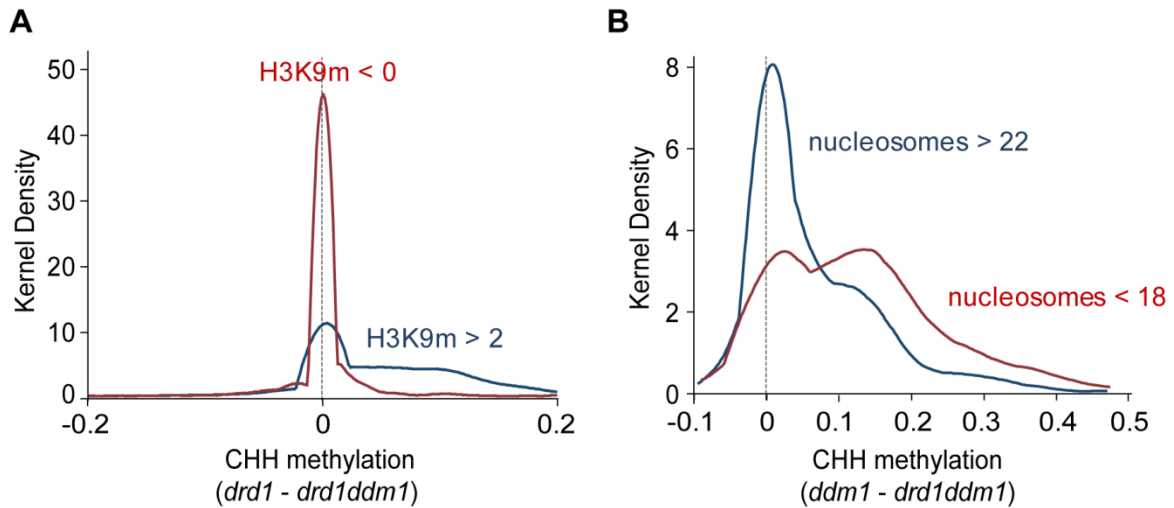 A
50
40
30
20
10
0
Kernel Density
H3K9m < 0
H3K9m > 2
-0.2
0
0.2
CHH methylation
(drd1 - drd1ddm1)
B
8
6
4
2
0
Kernel Density
nucleosomes > 22
nucleosomes < 18
-0.1
0
0.1
0.2
0.3
0.4
0.5
CHH methylation
(ddm1 - drd1ddm1)